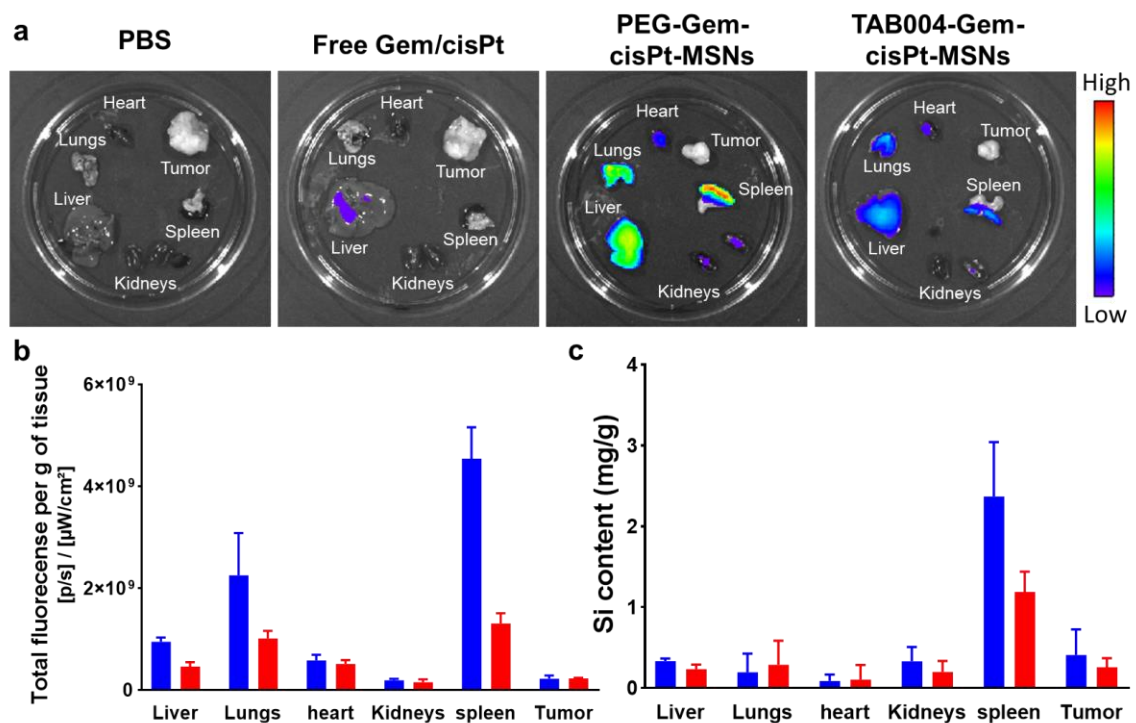 a
PBS
Free Gem/cisPt
PEG-Gem-
cisPt-MSNs
TAB004-Gem-
cisPt-MSNs
Heart
Lungs
Tumor
Liver
Spleen
Kidneys
Heart
Lungs
Tumor
Liver
Spleen
Kidneys
Heart
Lungs
Spleen
Liver
Kidneys
Heart
Tumor
Lungs
Spleen
Liver
Kidneys
High
Low
b
Total fluorecense per g of tissue
[p/s] / [µW/cm²]
6×10⁹
4×10⁹
2×10⁹
0
Liver
Lungs
heart
Kidneys
spleen
Tumor
c
Si content (mg/g)
4
3
2
1
0
Liver
Lungs
heart
Kidneys
spleen
Tumor